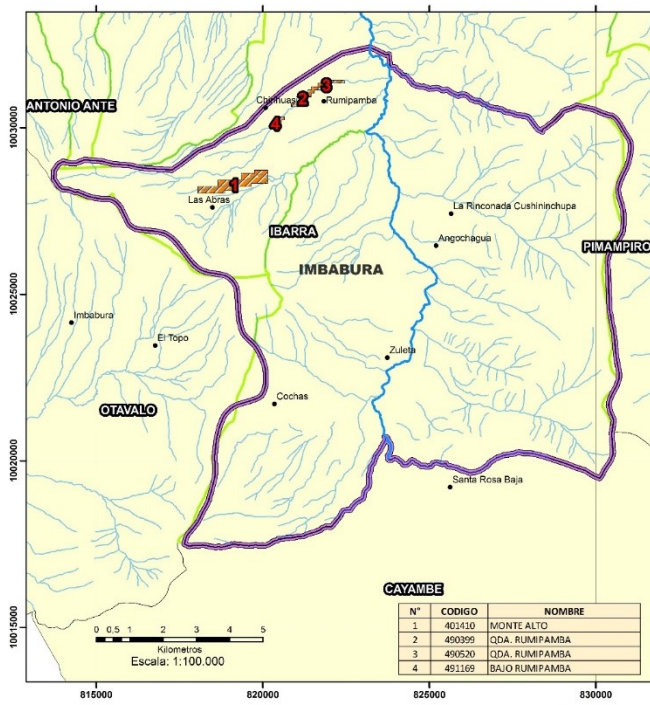 ANTONIO ANTE
10030000
Chirihuasi
3
2
Rumipamba
4
1
Las Abras
La Rinconada Cushininchupa
IBARRA
Angochagua
PIMAMPIRO
IMBABURA
10025000
Imbabura
El Topo
Zuleta
OTAVALO
Cochas
10020000
Santa Rosa Baja
CAYAMBE
10015000
0 0,5 1 2 3 4 5
Kilometros
Escala: 1:100.000
N° CODIGO NOMBRE
1 401410 MONTE ALTO
2 490399 QDA. RUMIPAMBA
3 490520 QDA. RUMIPAMBA
4 491169 BAJO RUMIPAMBA
815000 820000 825000 830000